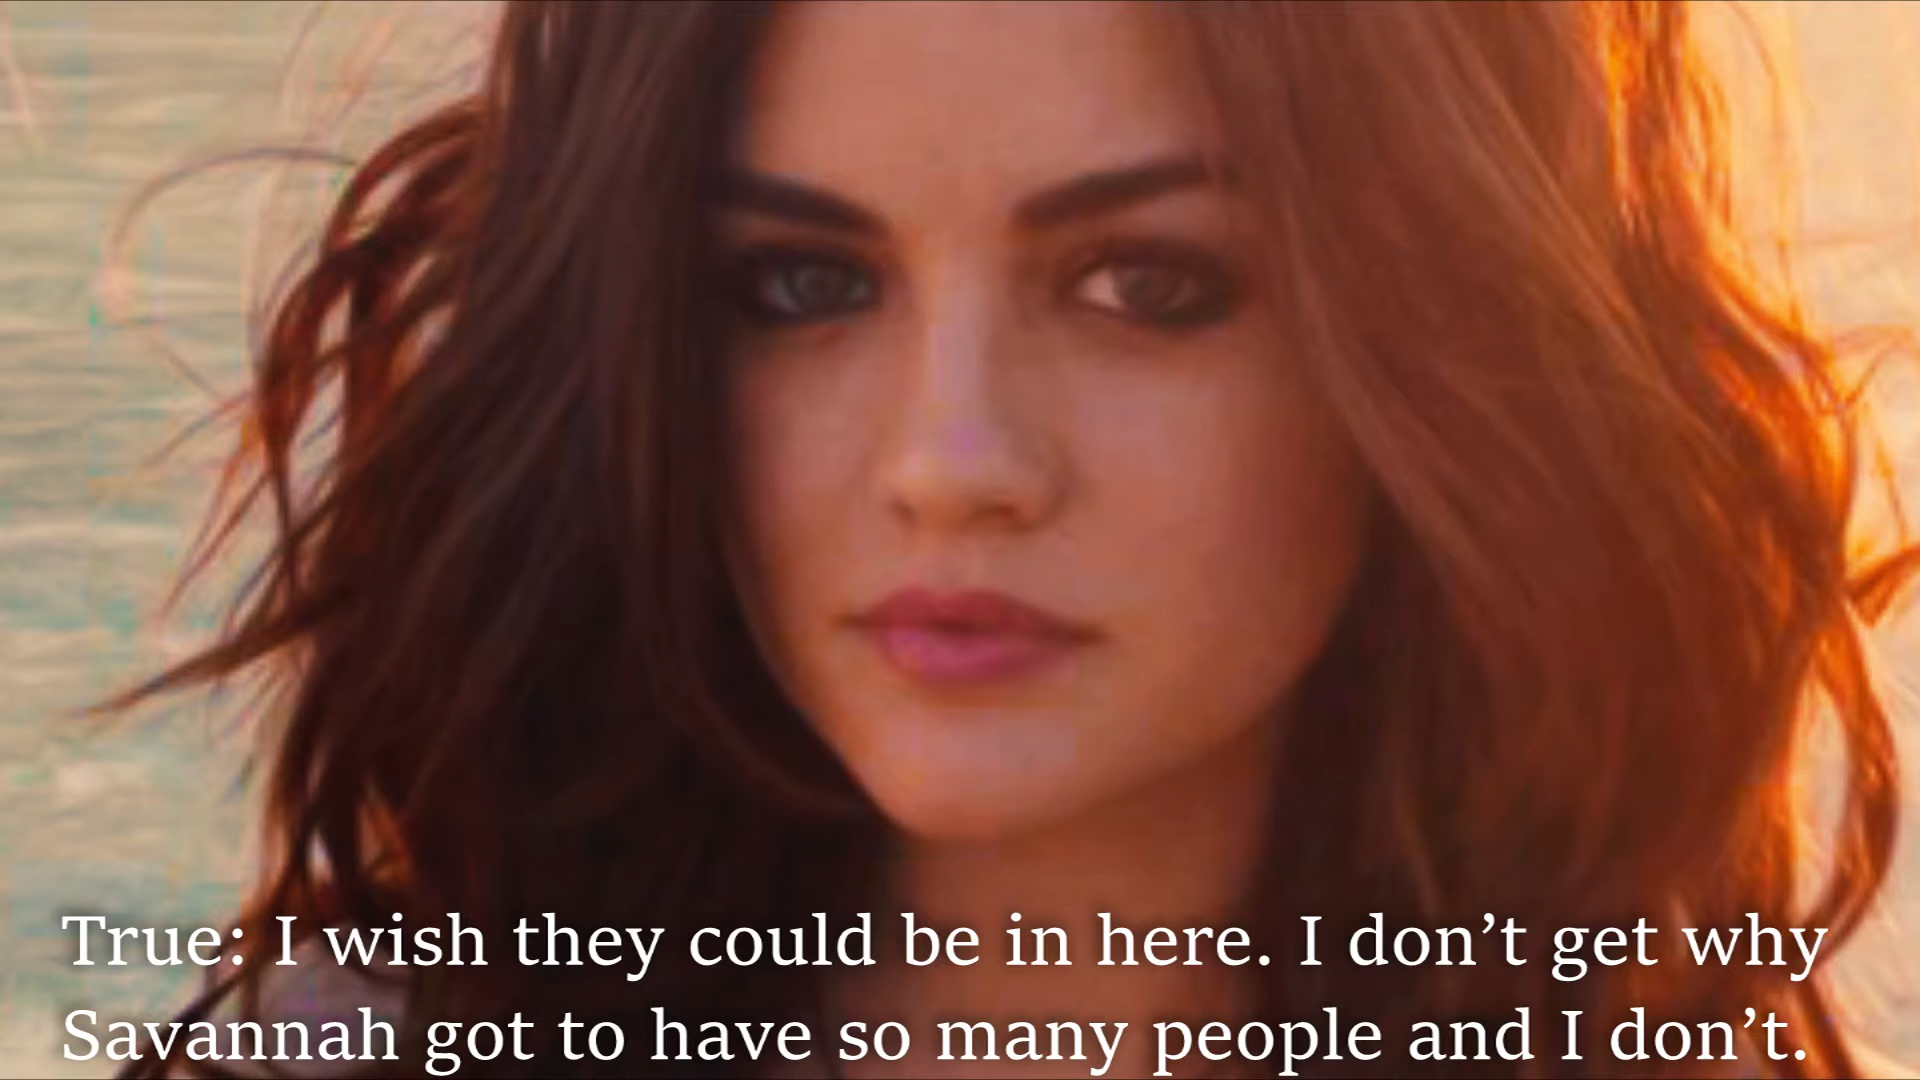 True: I wish they could be in here. I don’t get why
Savannah got to have so many people and I don’t.